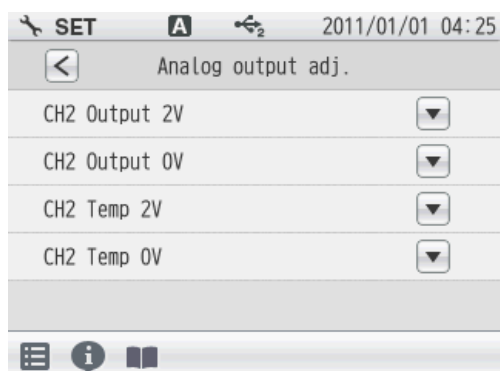 SET A 2 2011/01/01 04:25
Analog output adj.
CH2 Output 2V
CH2 Output 0V
CH2 Temp 2V
CH2 Temp 0V